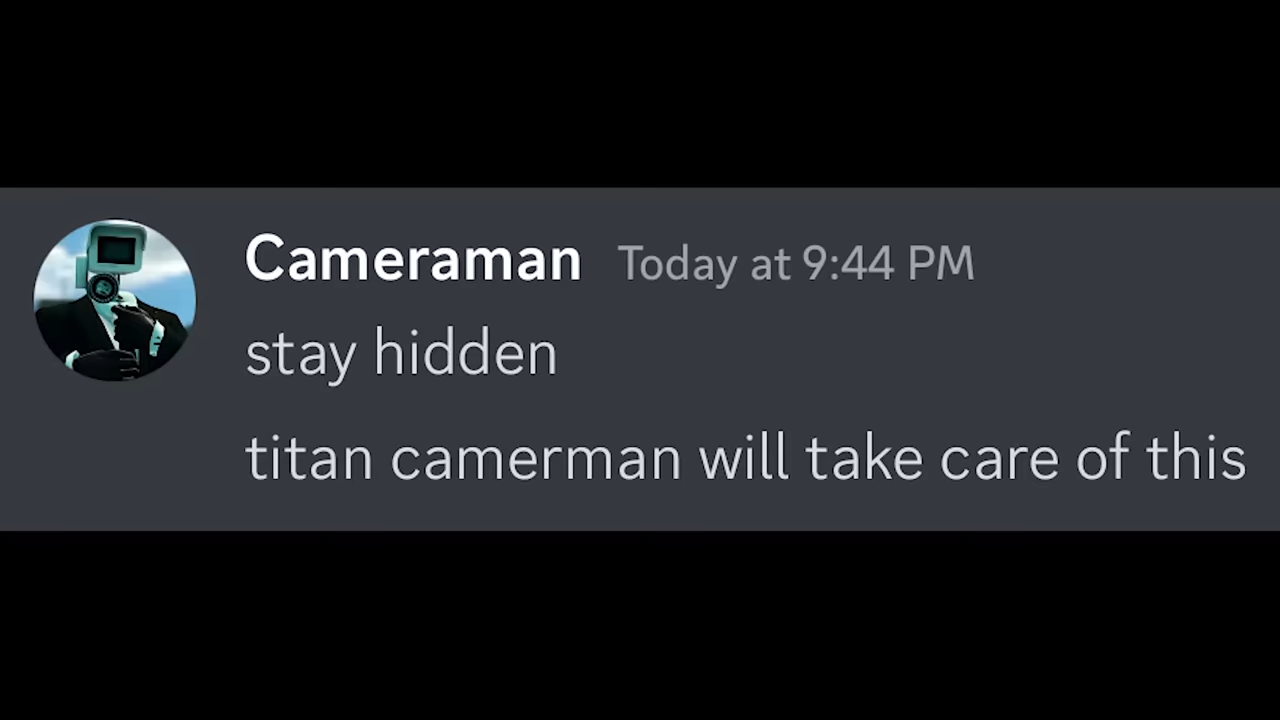 Cameraman Today at 9:44 PM
stay hidden
titan camerman will take care of this